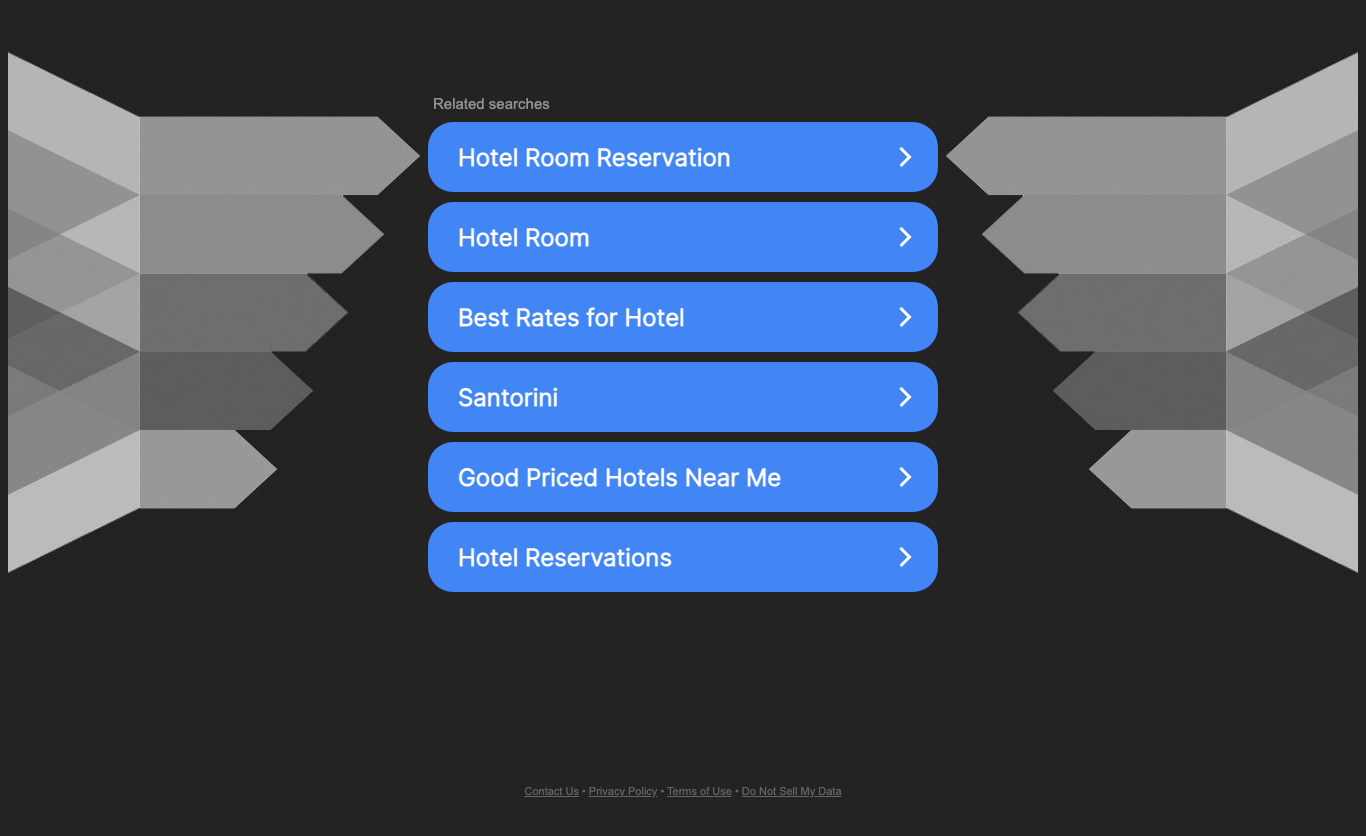 Related searches
Hotel Room Reservation
Hotel Room
Best Rates for Hotel
Santorini
Good Priced Hotels Near Me
Hotel Reservations
Contact Us • Privacy Policy • Terms of Use • Do Not Sell My Data